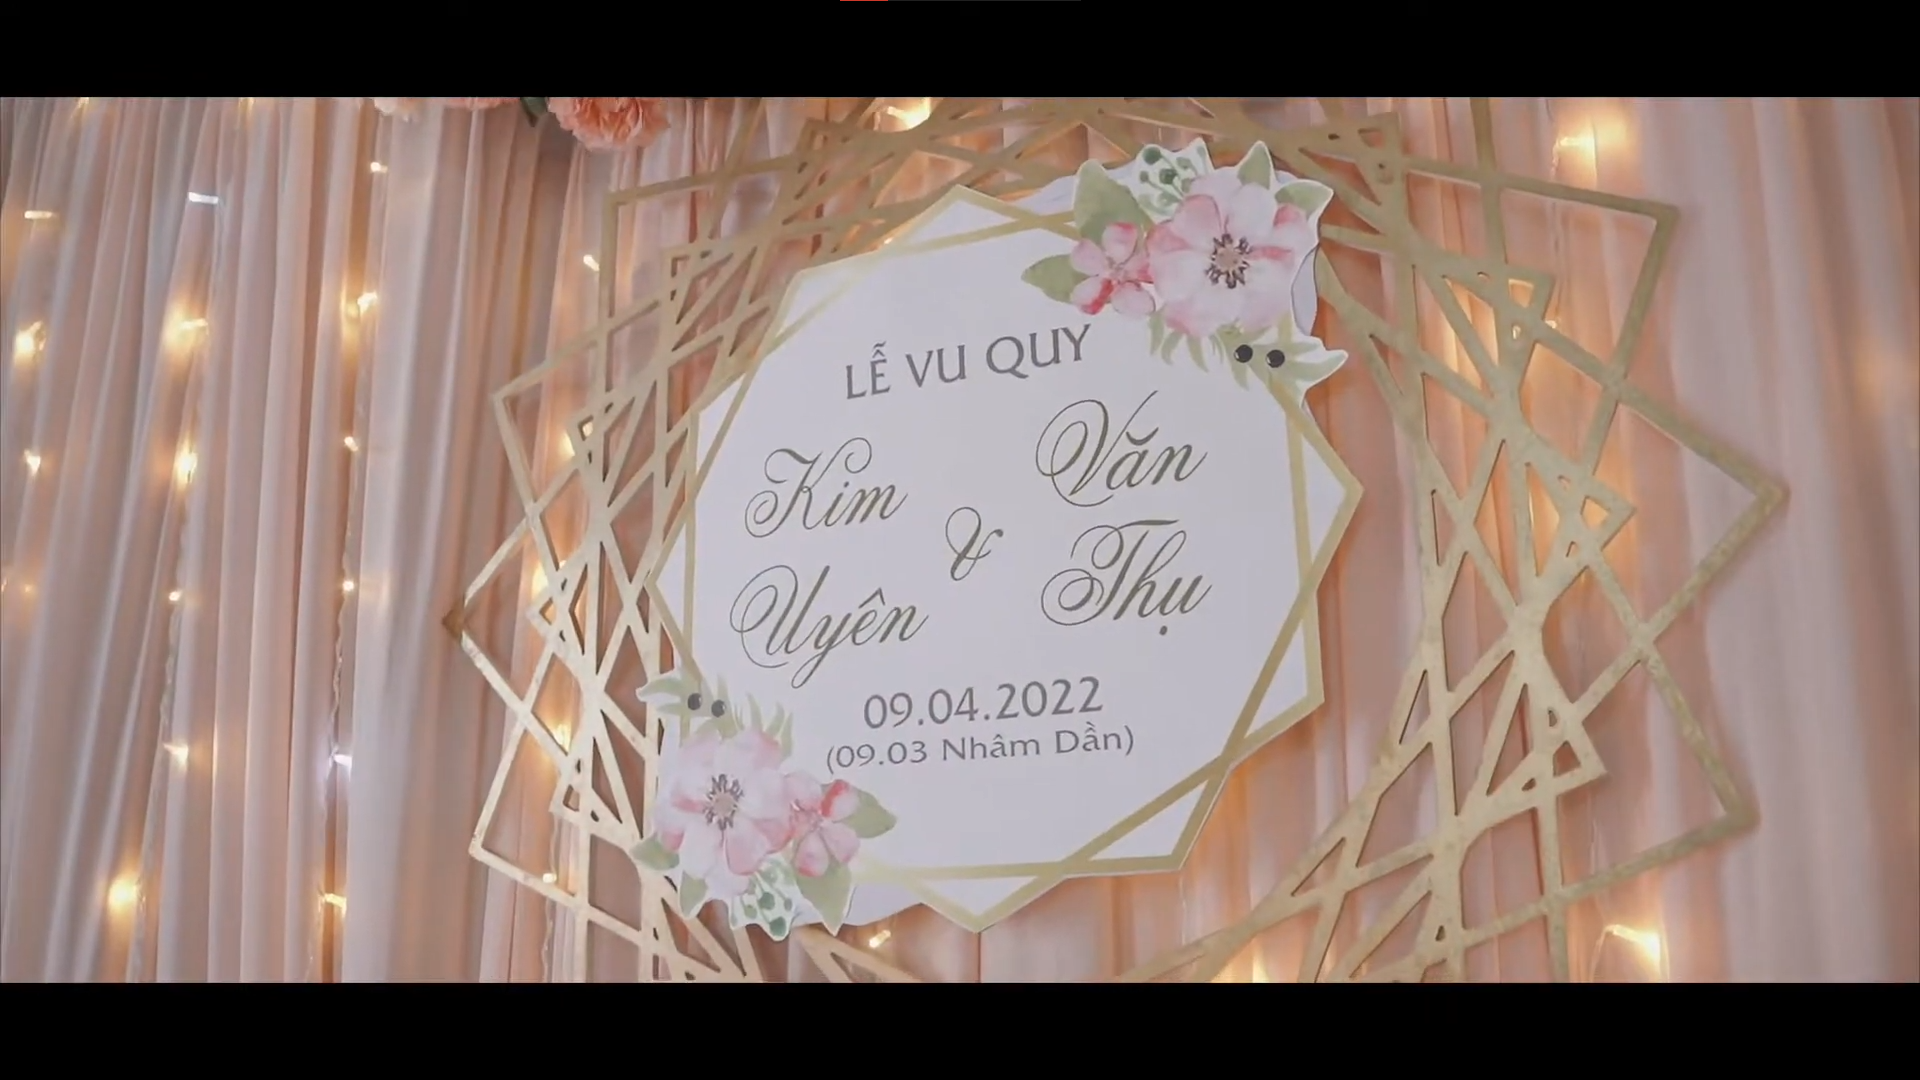 LỄ VU QUY
Kim Uyên
&
Văn Thụ
09.04.2022
(09.03 Nhâm Dần)